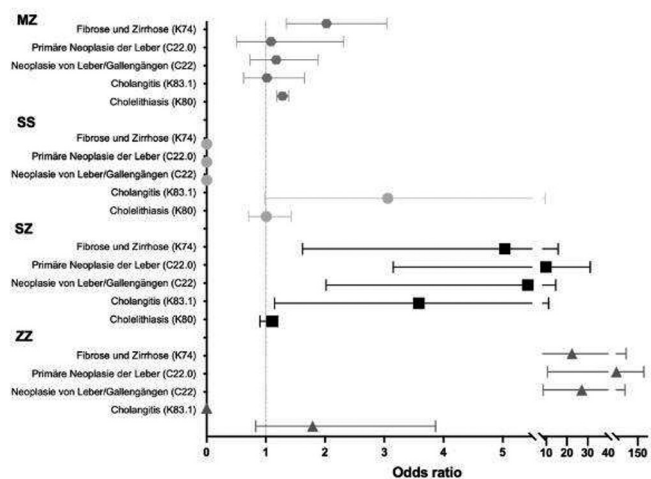 MZ
Fibrose und Zirrhose (K74)
Primäre Neoplasie der Leber (C22.0)
Neoplasie von Leber/Gallengängen (C22)
Cholangitis (K83.1)
Cholelithiasis (K80)
SS
Fibrose und Zirrhose (K74)
Primäre Neoplasie der Leber (C22.0)
Neoplasie von Leber/Gallengängen (C22)
Cholangitis (K83.1)
Cholelithiasis (K80)
SZ
Fibrose und Zirrhose (K74)
Primäre Neoplasie der Leber (C22.0)
Neoplasie von Leber/Gallengängen (C22)
Cholangitis (K83.1)
Cholelithiasis (K80)
ZZ
Fibrose und Zirrhose (K74)
Primäre Neoplasie der Leber (C22.0)
Neoplasie von Leber/Gallengängen (C22)
Cholangitis (K83.1)
0 1 2 3 4 5 10 20 30 40 150
Odds ratio